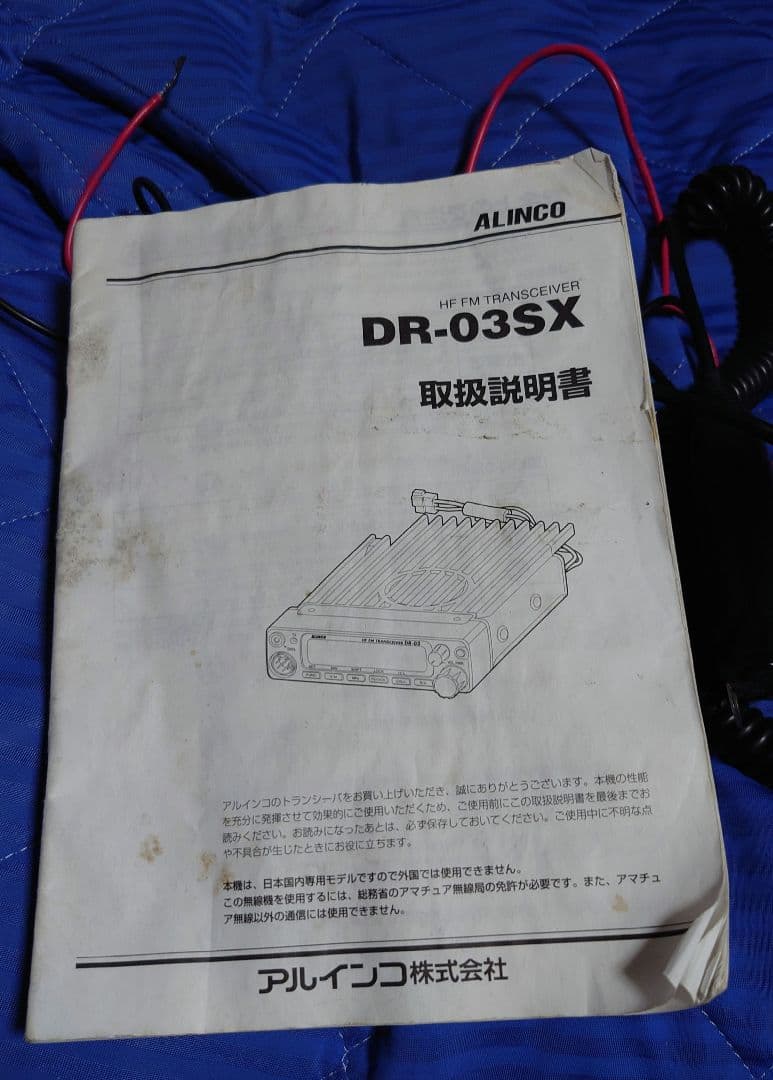 ALINCO
HF FM TRANSCEIVER
DR-03SX
取扱説明書
ALINCO
HF FM TRANSCEIVER DR-03
アルインコのトランシーバをお買い上げいただき、誠にありがとうございます。本機の性能
を充分に発揮させて効果的にご使用いただくため、ご使用前にこの取扱説明書を最後までお
読みください。お読みになったあとは、必ず保存しておいてください。ご使用中に不明な点
や不具合が生じたときにお役に立ちます。
本機は、日本国内専用モデルですので外国では使用できません。
この無線機を使用するには、総務省のアマチュア無線局の免許が必要です。また、アマチュ
ア無線以外の通信には使用できません。
アルインコ株式会社